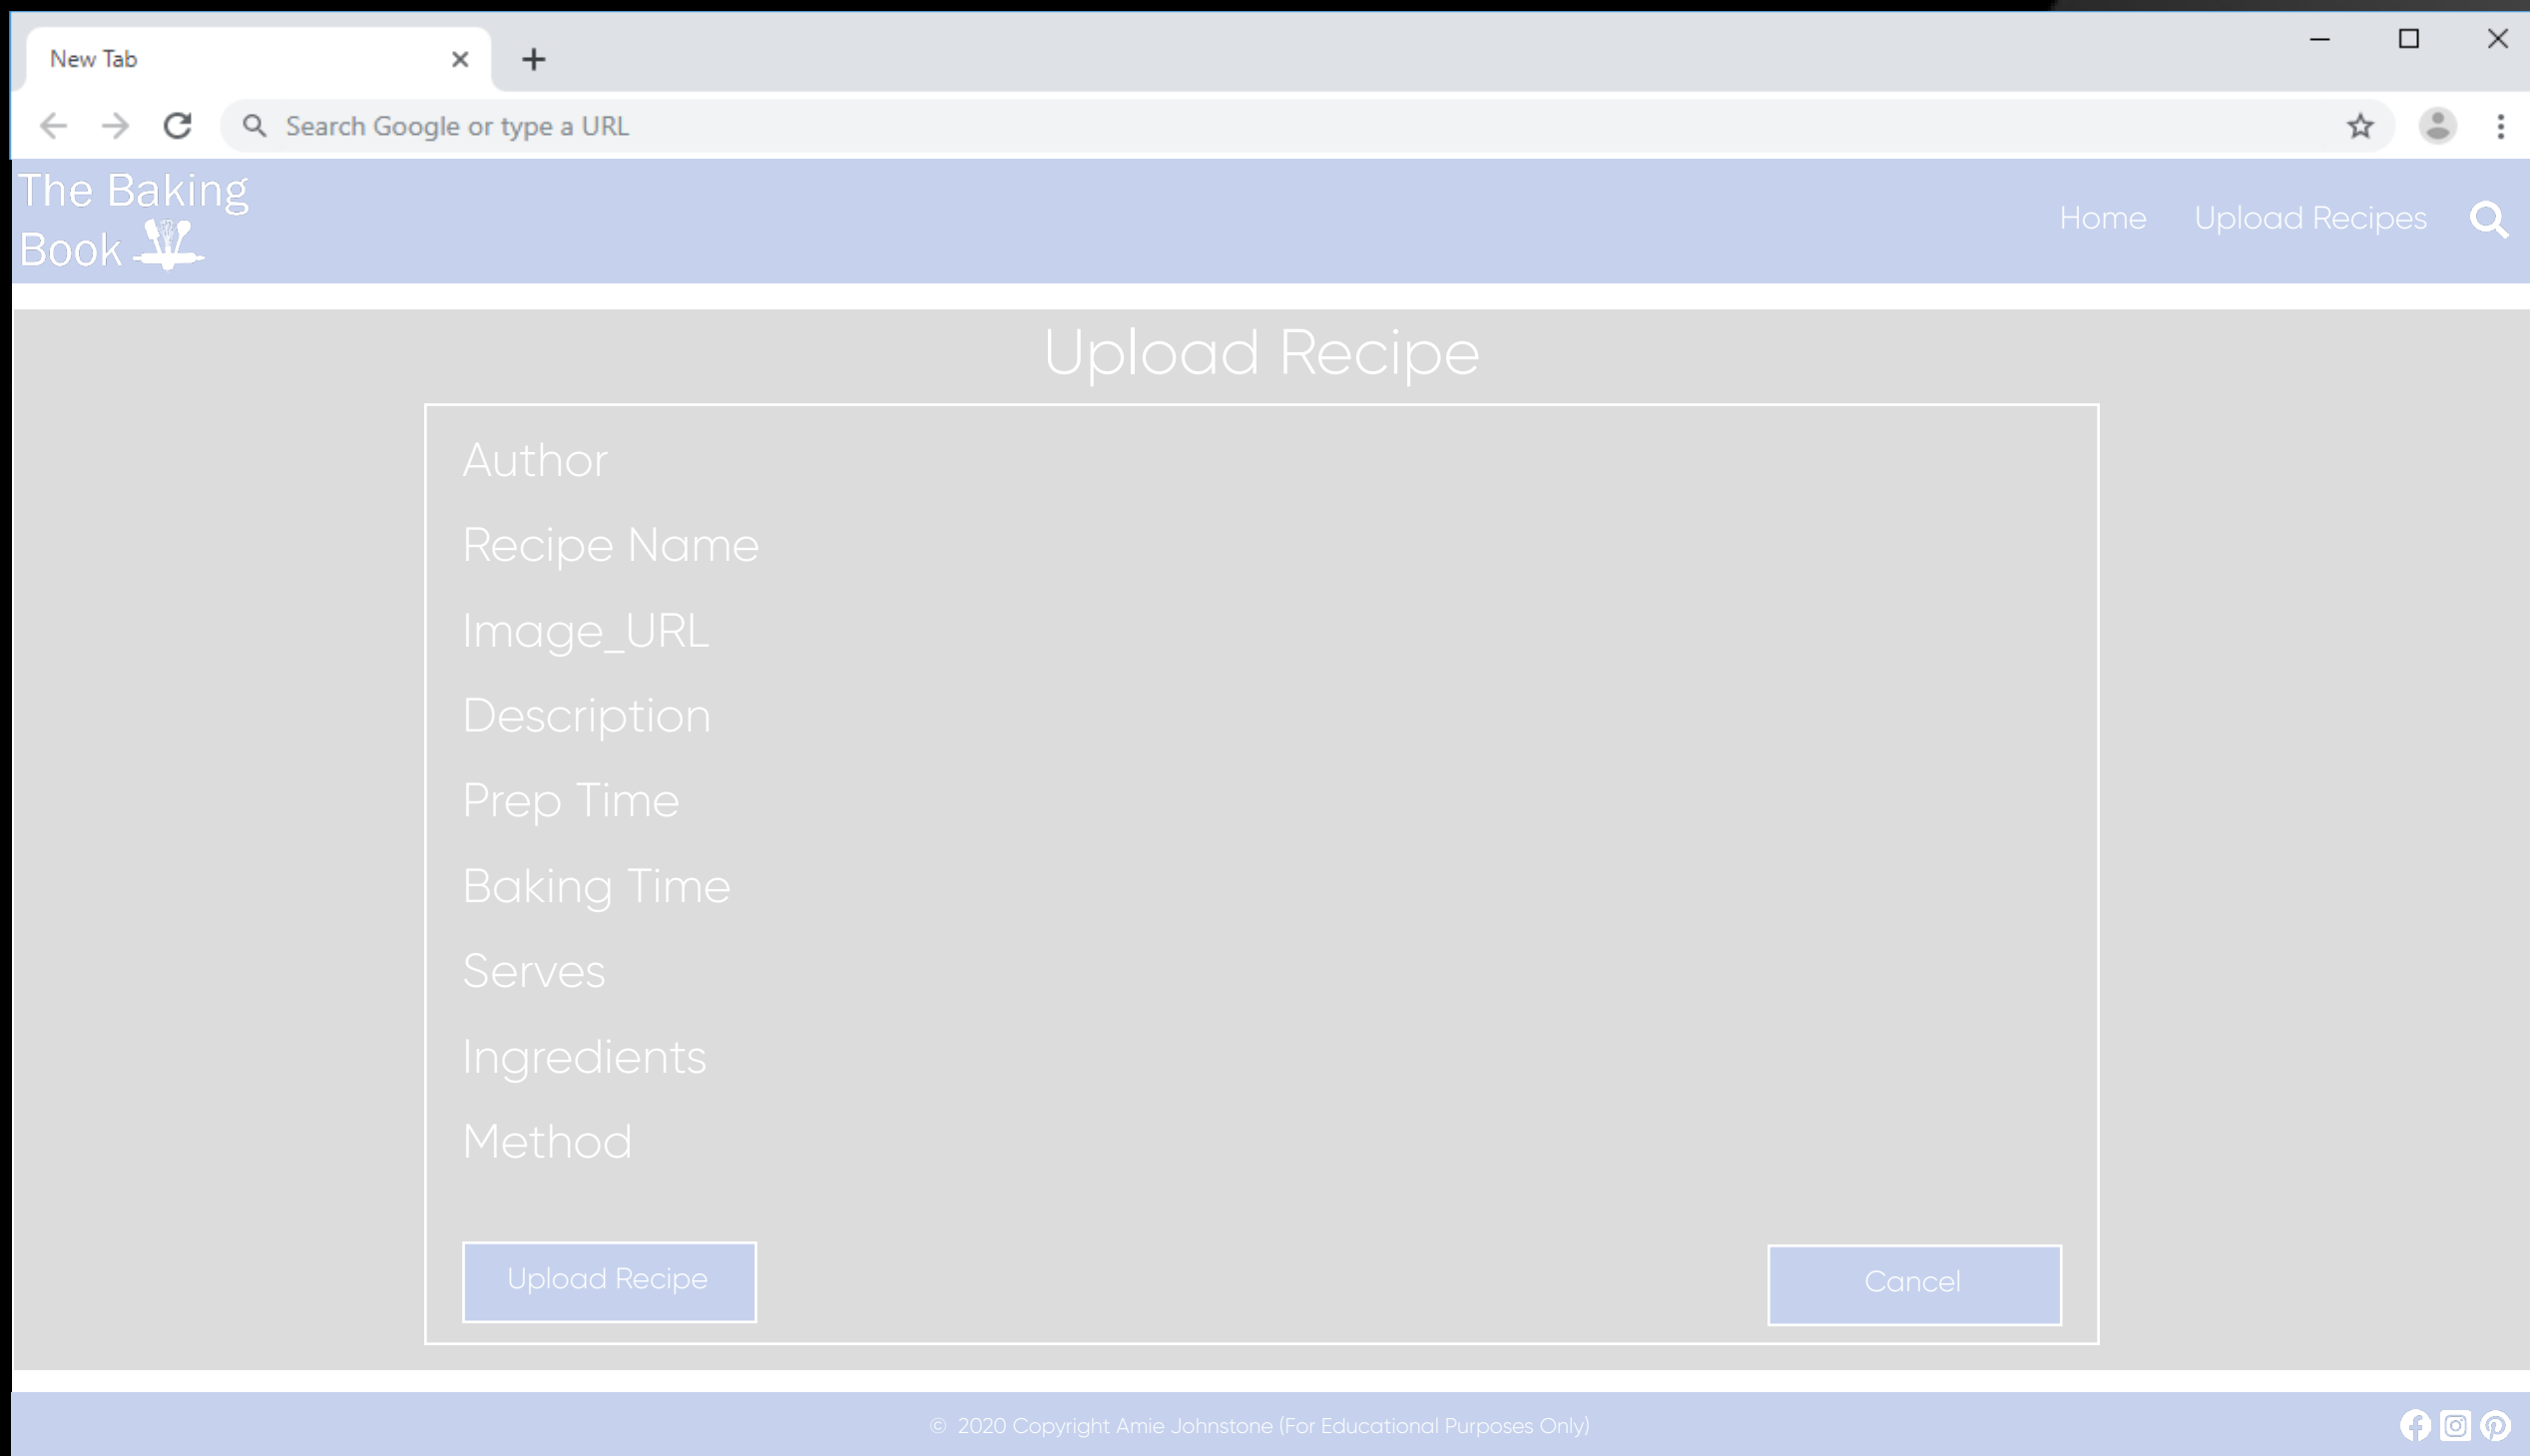 New Tab
Search Google or type a URL
The Baking
Book
Home
Upload Recipes
Upload Recipe
Author
Recipe Name
Image_URL
Description
Prep Time
Baking Time
Serves
Ingredients
Method
Upload Recipe
Cancel
© 2020 Copyright Amie Johnstone (For Educational Purposes Only)